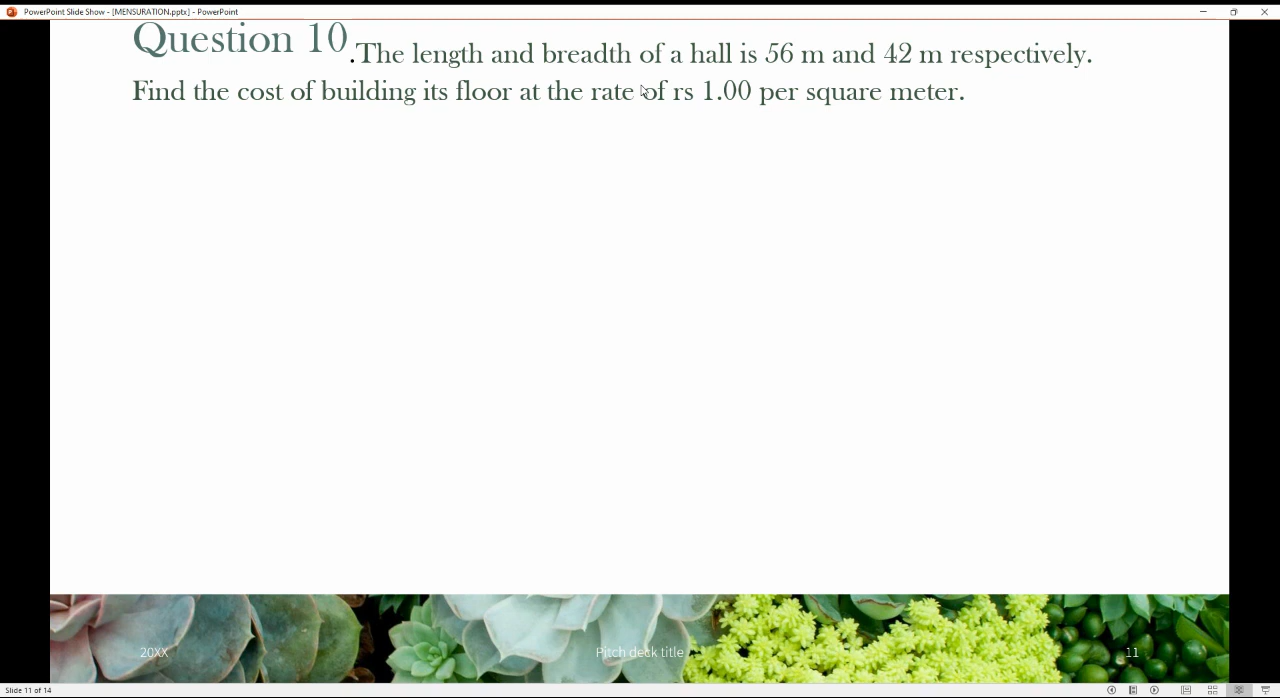 PowerPoint Slide Show - [MENSURATION.pptx] - PowerPoint
Question 10
.The length and breadth of a hall is 56 m and 42 m respectively.
Find the cost of building its floor at the rate of rs 1.00 per square meter.
20XX
Pitch deck title
11
Slide 11 of 14